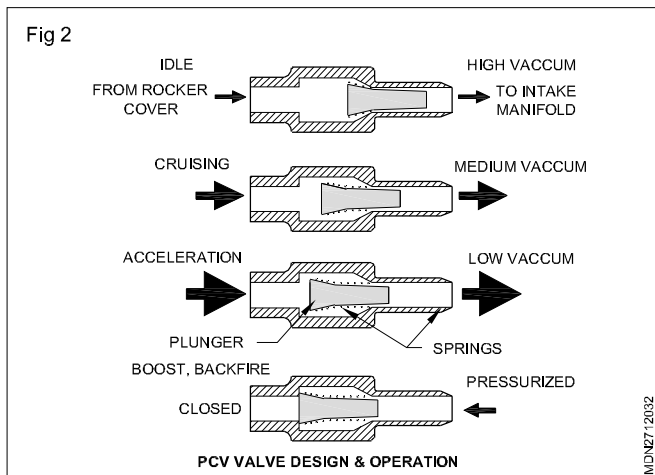 Fig 2
IDLE
HIGH VACCUM
FROM ROCKER
COVER
TO INTAKE
MANIFOLD
CRUISING
MEDIUM VACCUM
ACCELERATION
LOW VACCUM
PLUNGER
SPRINGS
BOOST, BACKFIRE
CLOSED
PRESSURIZED
PCV VALVE DESIGN & OPERATION
MDN2712032